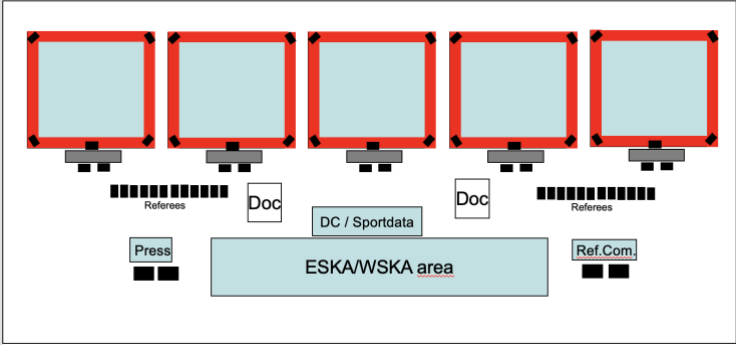 Referees
Doc
Doc
Referees
DC / Sportdata
Press
ESKA/WSKA area
Ref.Com.